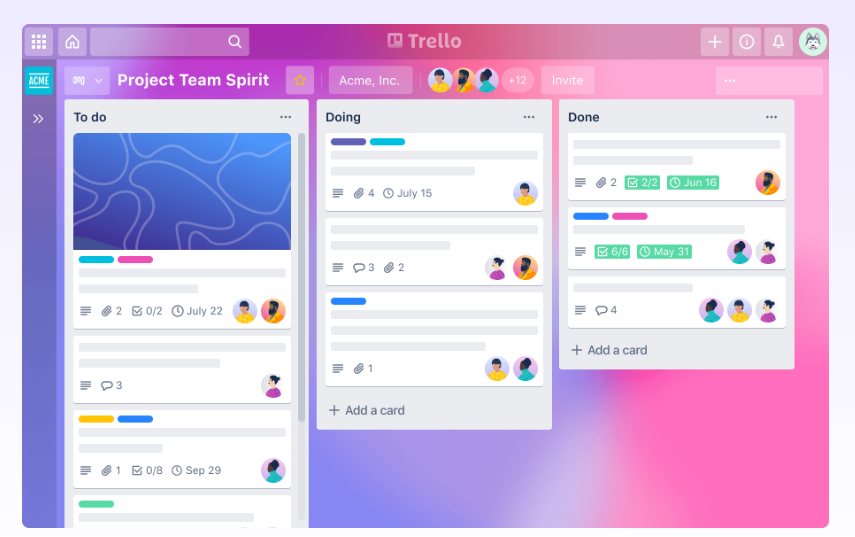 Trello
ACME
Project Team Spirit
Acme, Inc.
+12
Invite
To do
2
0/2
July 22
3
1
0/8
Sep 29
Doing
4
July 15
3
2
1
+ Add a card
Done
2
2/2
Jun 16
6/6
May 31
4
+ Add a card